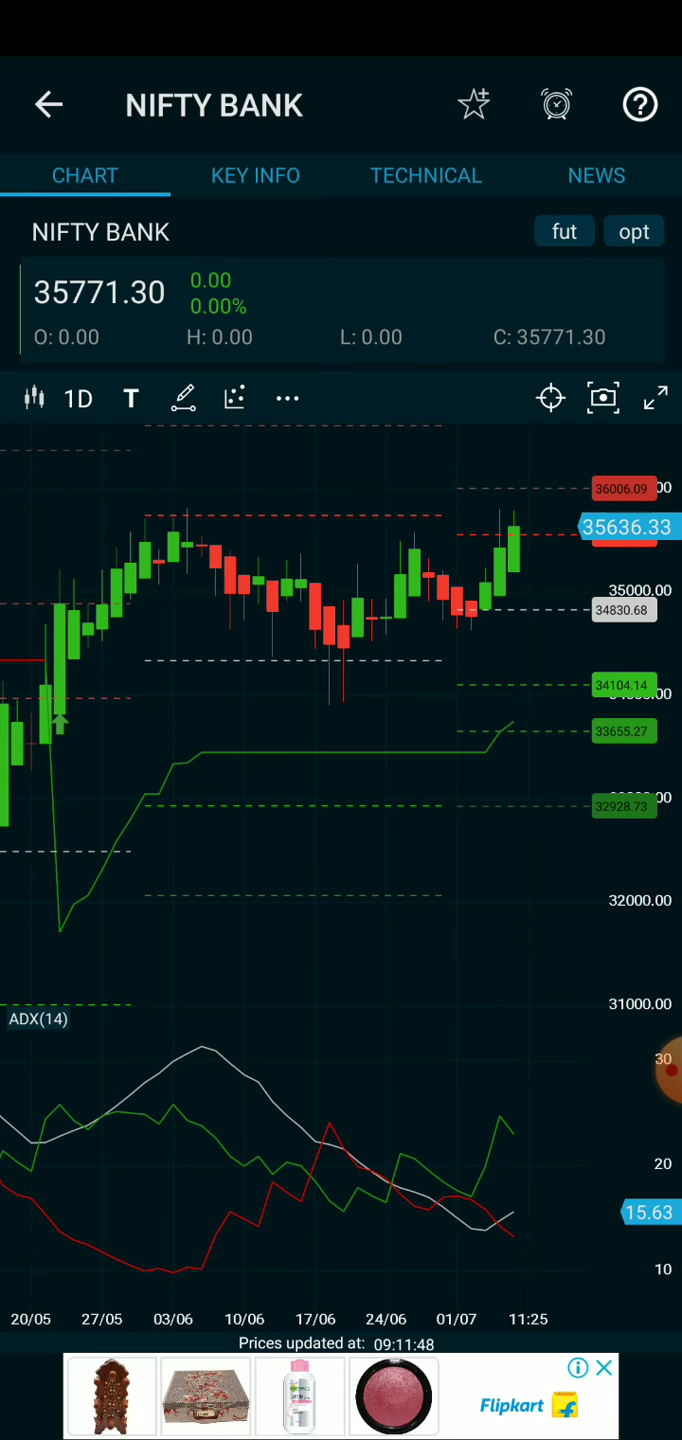 NIFTY BANK
CHART KEY INFO TECHNICAL NEWS
NIFTY BANK fut opt
35771.30 0.00
0.00%
O: 0.00 H: 0.00 L: 0.00 C: 35771.30
1D T
36006.09
35636.33
35000.00
34830.68
34104.14
33655.27
32928.73
32000.00
31000.00
ADX(14)
30
20
15.63
10
20/05 27/05 03/06 10/06 17/06 24/06 01/07 11:25
Prices updated at: 09:11:48
Flipkart